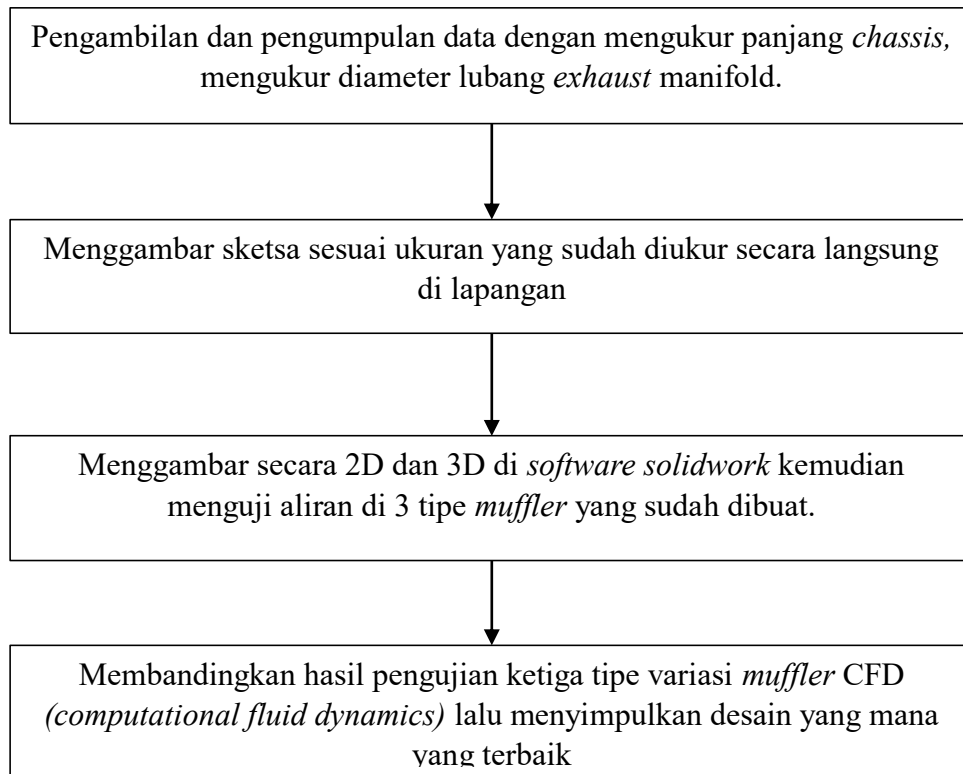 Pengambilan dan pengumpulan data dengan mengukur panjang chassis,
mengukur diameter lubang exhaust manifold.
Menggambar sketsa sesuai ukuran yang sudah diukur secara langsung
di lapangan
Menggambar secara 2D dan 3D di software solidwork kemudian
menguji aliran di 3 tipe muffler yang sudah dibuat.
Membandingkan hasil pengujian ketiga tipe variasi muffler CFD
(computational fluid dynamics) lalu menyimpulkan desain yang mana
yang terbaik